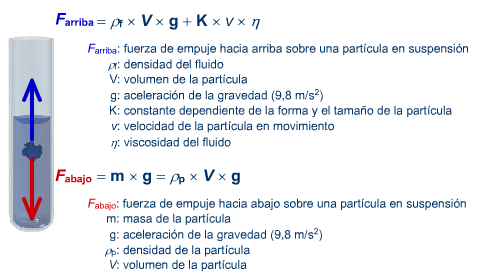 Farriba = ρf × V × g + K × v × η
Farriba: fuerza de empuje hacia arriba sobre una partícula en suspensión
ρf: densidad del fluido
V: volumen de la partícula
g: aceleración de la gravedad (9,8 m/s²)
K: constante dependiente de la forma y el tamaño de la partícula
v: velocidad de la partícula en movimiento
η: viscosidad del fluido
Fabajo = m × g = ρp × V × g
Fabajo: fuerza de empuje hacia abajo sobre una partícula en suspensión
m: masa de la partícula
g: aceleración de la gravedad (9,8 m/s²)
ρp: densidad de la partícula
V: volumen de la partícula